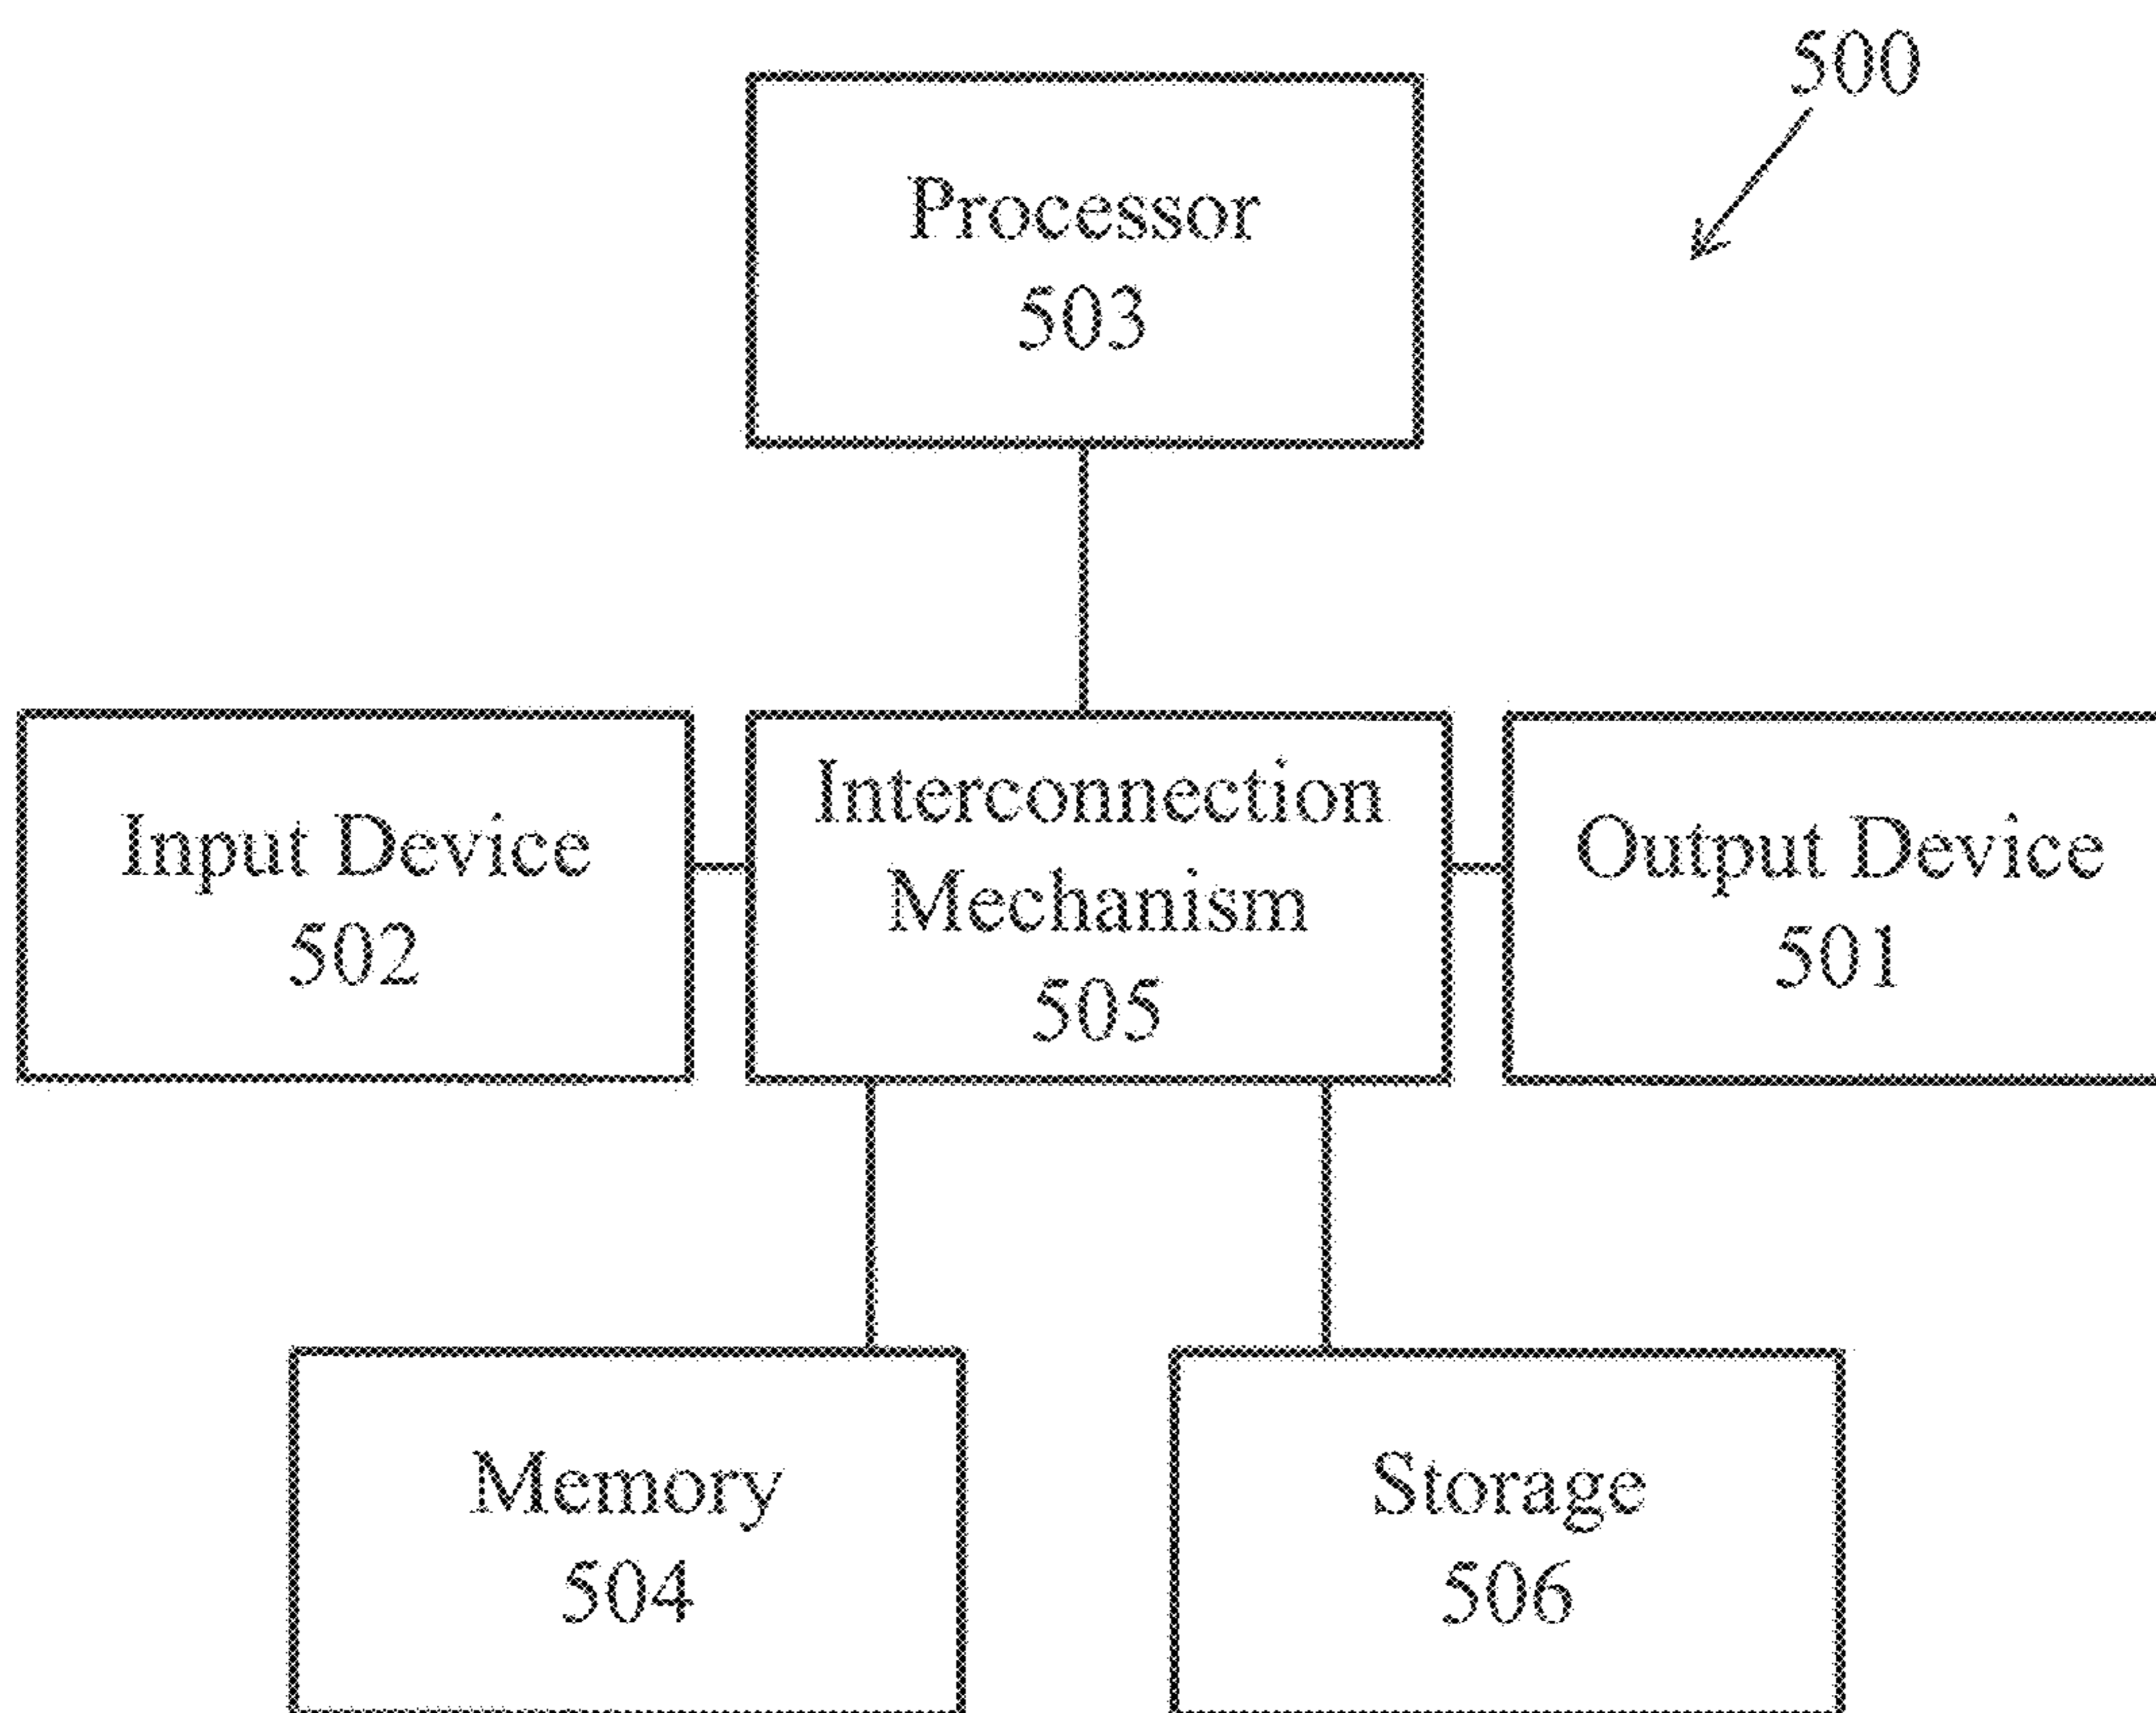 500
Processor
503
Input Device
502
Interconnection
Mechanism
505
Output Device
501
Memory
504
Storage
506